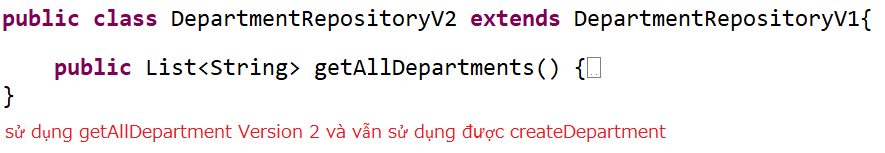 public class DepartmentRepositoryV2 extends DepartmentRepositoryV1{
public List<String> getAllDepartments() {
}
sử dụng getAllDepartment Version 2 và vẫn sử dụng được createDepartment